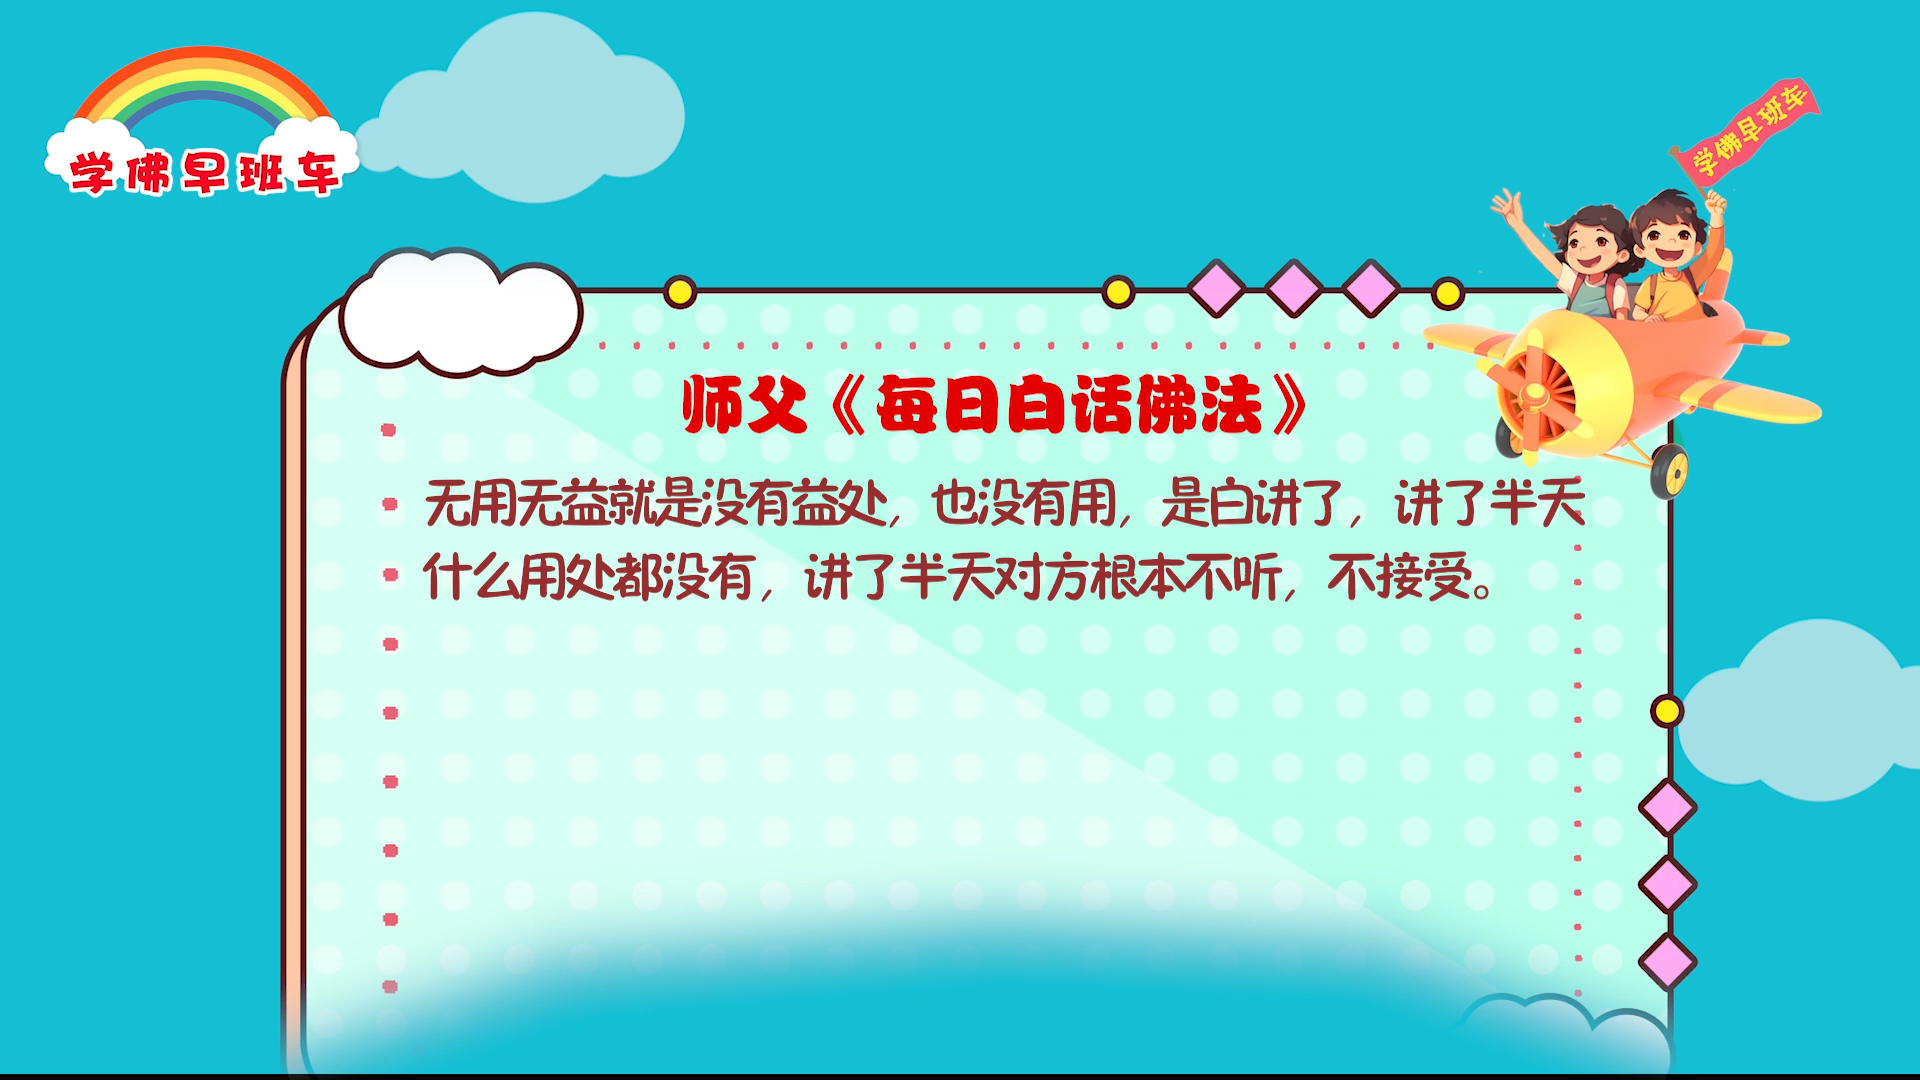 学佛早班车
学佛早班车
师父《每日白话佛法》
无用无益就是没有益处，也没有用，是白讲了，讲了半天
什么用处都没有，讲了半天对方根本不听，不接受。